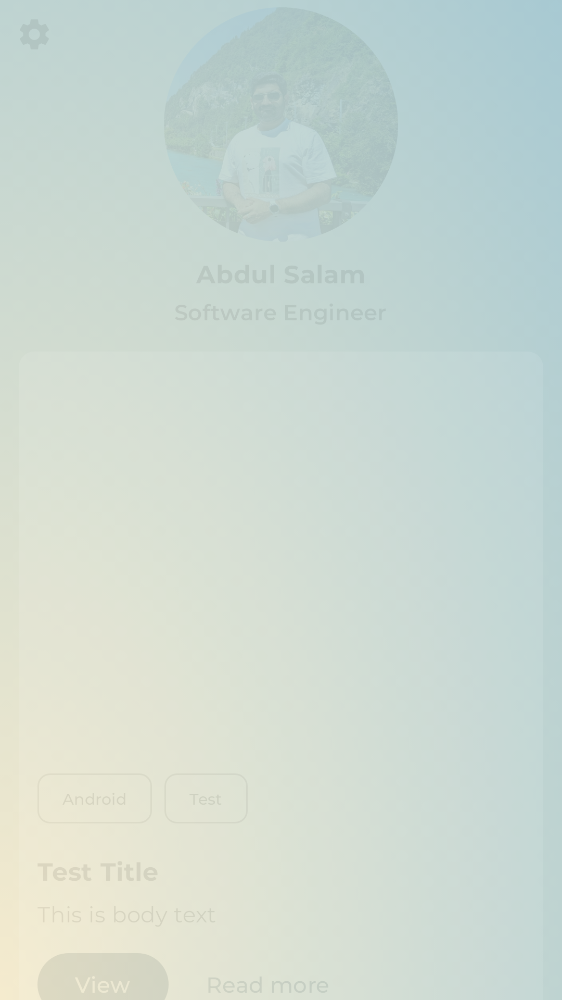 Abdul Salam
Software Engineer
Android Test
Test Title
This is body text
View Read more